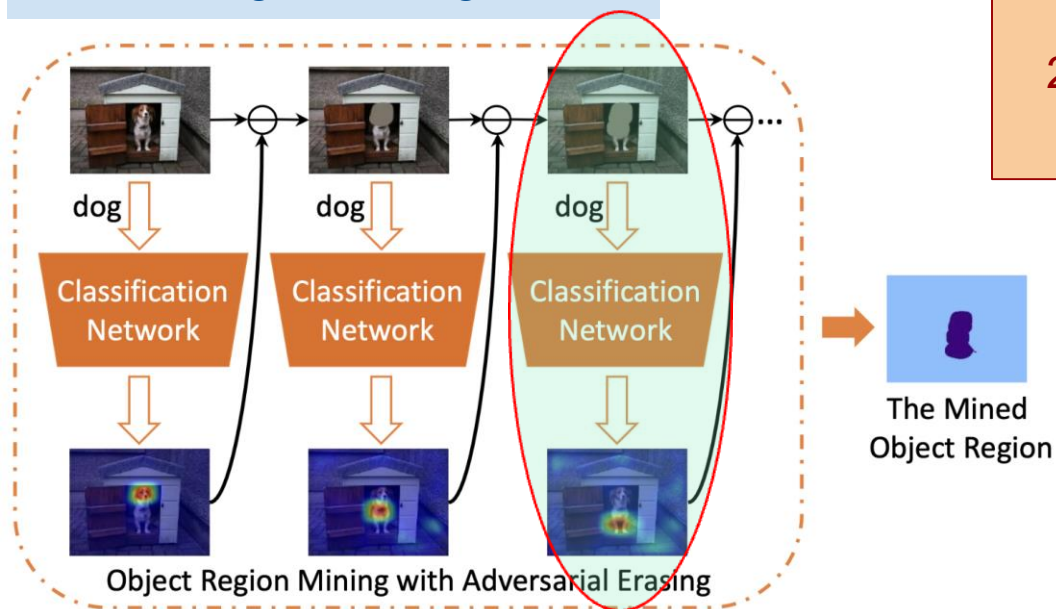 dog
dog
dog
Classification
Network
Classification
Network
Classification
Network
...
The Mined
Object Region
Object Region Mining with Adversarial Erasing
2